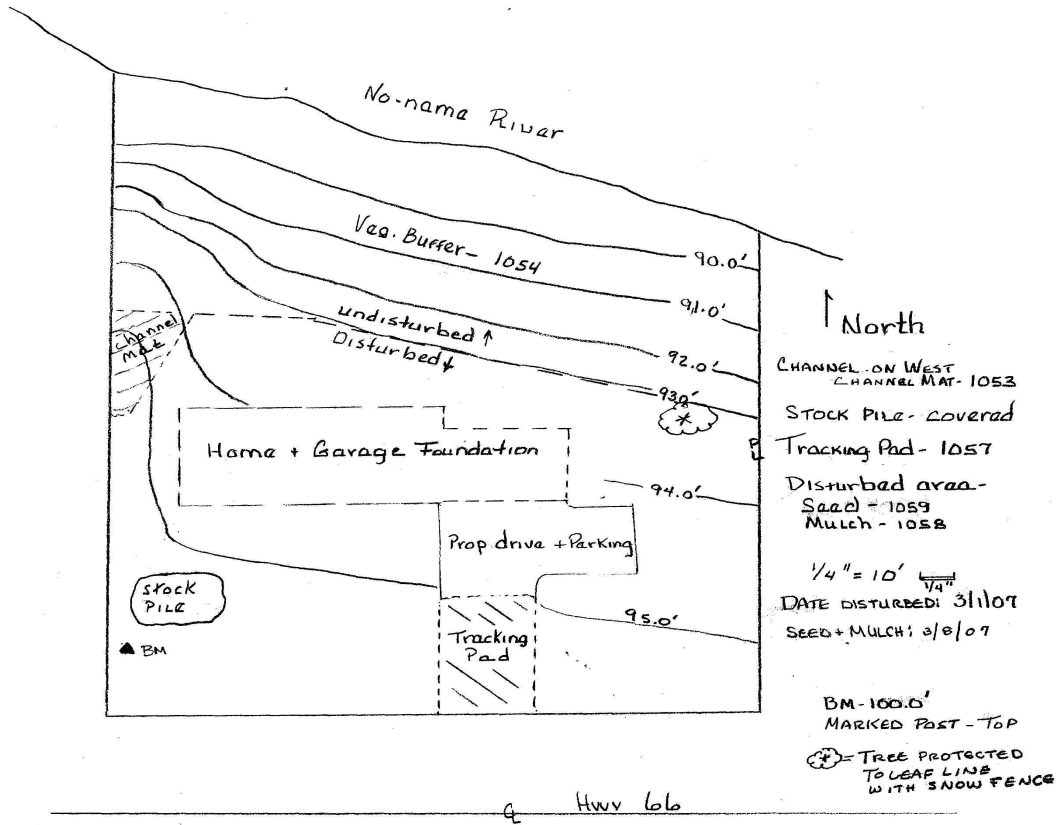 No-name River
Veg. Buffer- 1054
90.0'
91.0'
92.0'
93.0'
94.0'
95.0'
undisturbed ↑
Disturbed ↓
channel
mat
Home + Garage Foundation
Prop. drive + Parking
Stock
Pile
BM
Tracking
Pad
PL
North
CHANNEL ON WEST
CHANNEL MAT- 1053
STOCK PILE- covered
Tracking Pad- 1057
Disturbed area-
Seed - 1059
Mulch - 1058
1/4" = 10'
1/4"
DATE DISTURBED: 3/1/07
SEED + MULCH: 3/8/07
BM-100.0'
MARKED POST - TOP
= TREE PROTECTED
TO LEAF LINE
WITH SNOW FENCE
CL Hwy 66